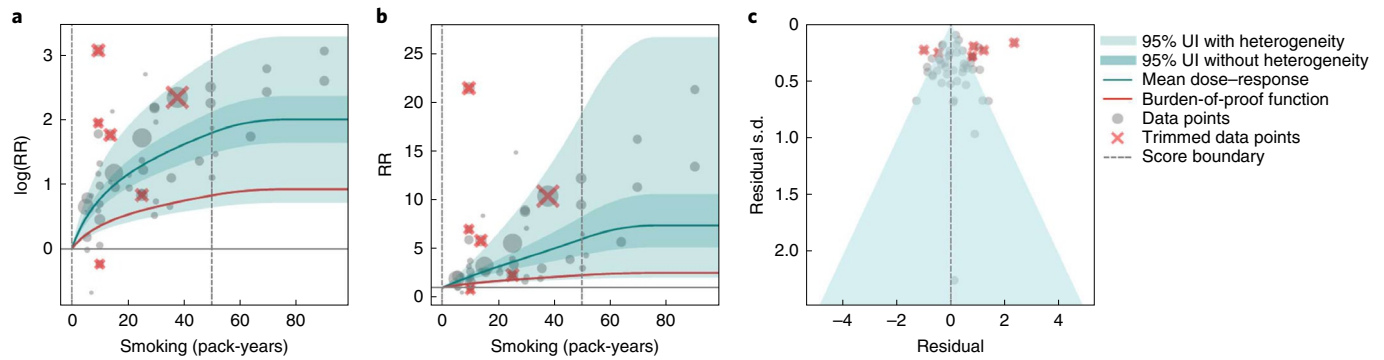 a
log(RR)
3
2
1
0
0
20
40
60
80
Smoking (pack-years)
b
RR
25
20
15
10
5
0
0
20
40
60
80
Smoking (pack-years)
c
Residual s.d.
0
0.5
1.0
1.5
2.0
–4
–2
0
2
4
Residual
95% UI with heterogeneity
95% UI without heterogeneity
Mean dose–response
Burden-of-proof function
Data points
Trimmed data points
Score boundary